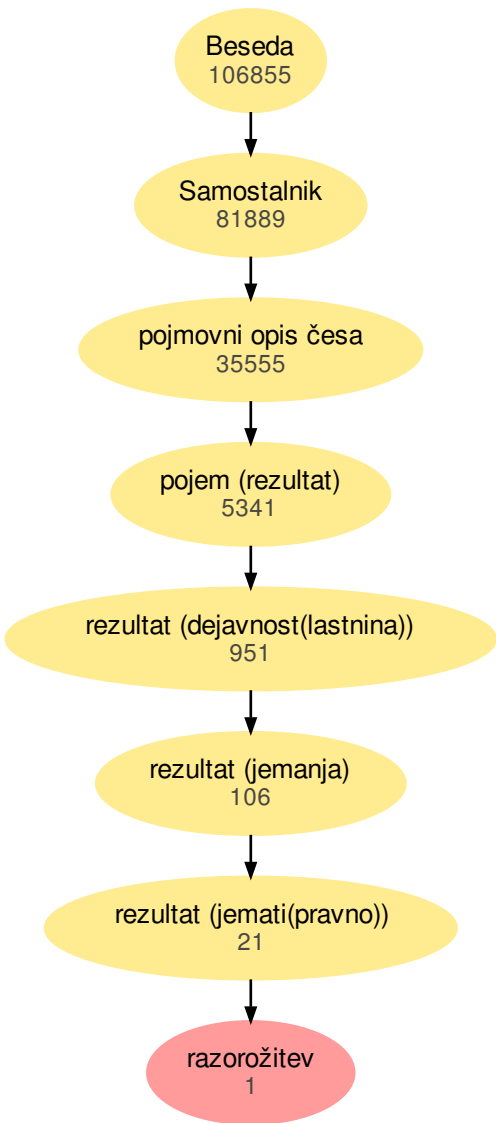 Beseda
106855
Samostalnik
81889
pojmovni opis česa
35555
pojem (rezultat)
5341
rezultat (dejavnost(lastnina))
951
rezultat (jemanja)
106
rezultat (jemati(pravno))
21
razorožitev
1